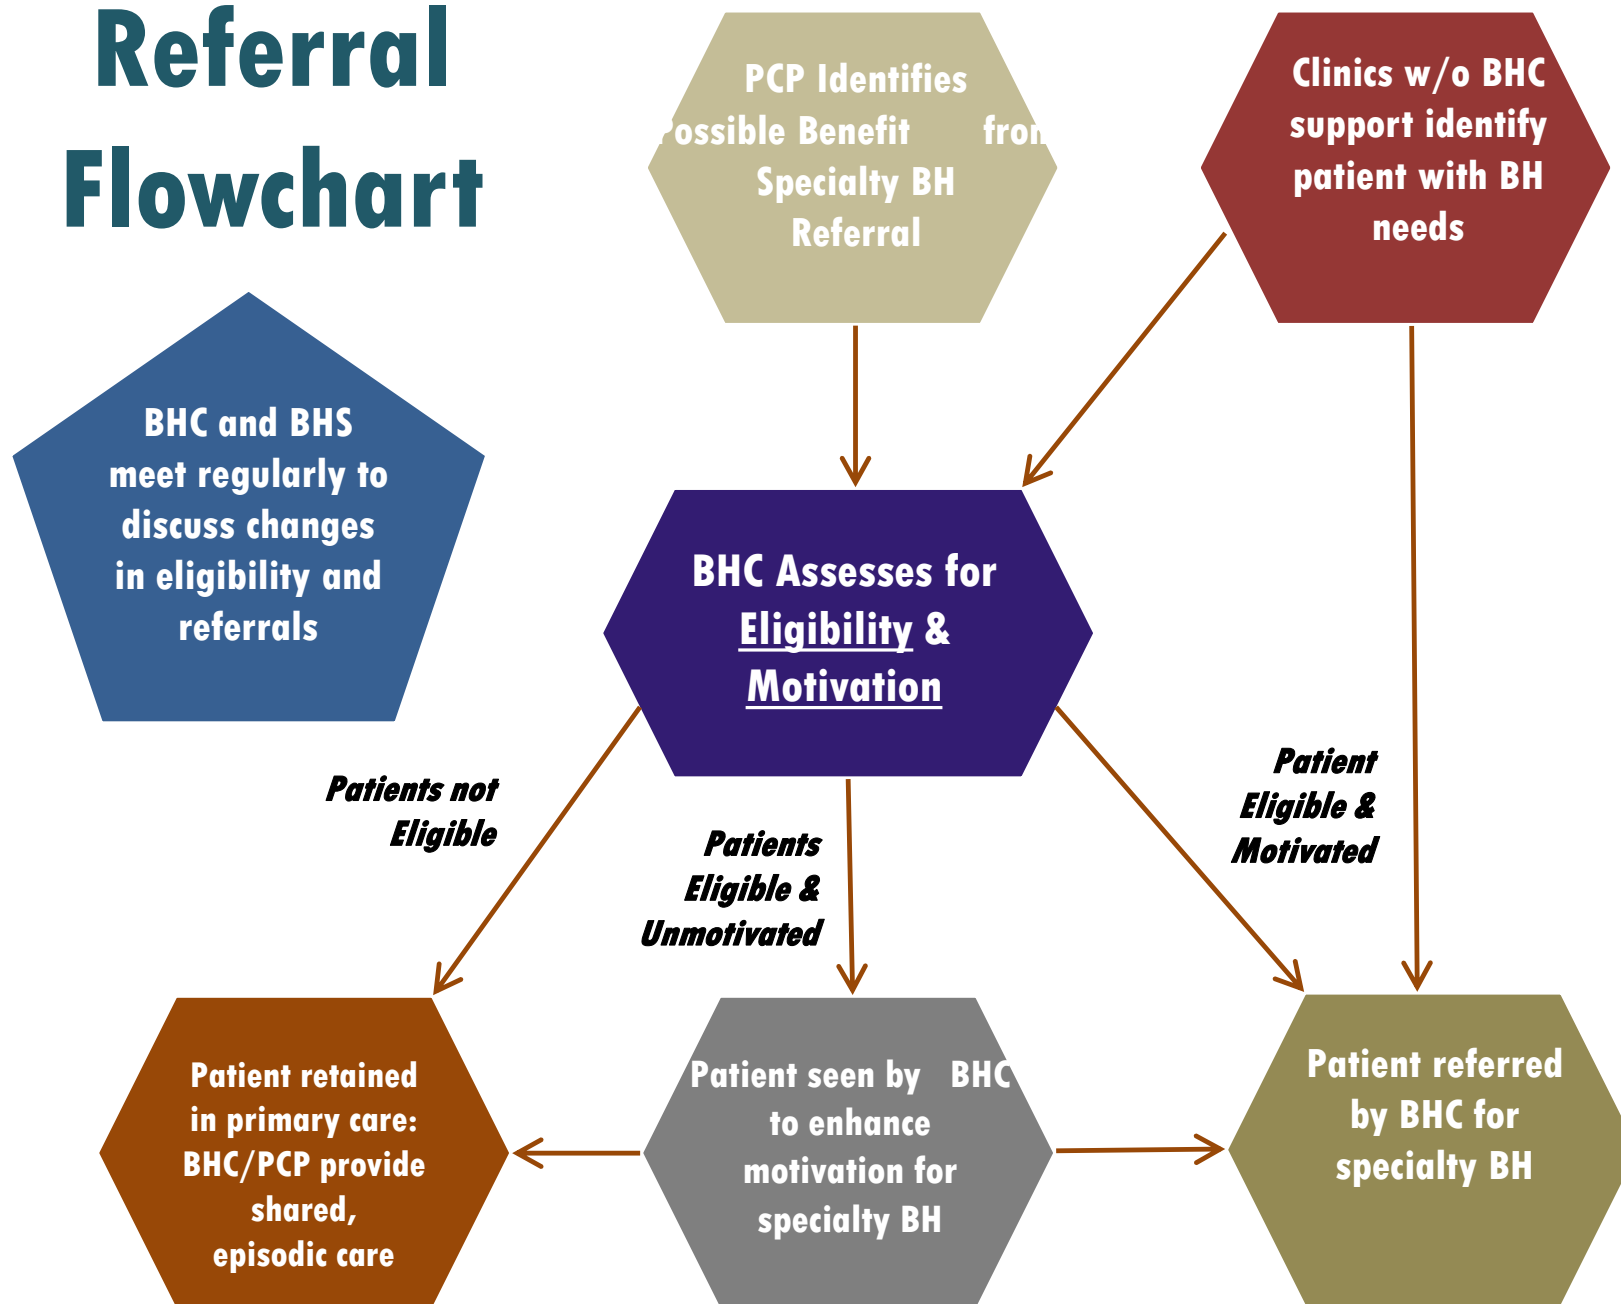 Referral
Flowchart
PCP Identifies
Possible Benefit from
Specialty BH
Referral
Clinics w/o BHC
support identify
patient with BH
needs
BHC and BHS
meet regularly to
discuss changes
in eligibility and
referrals
BHC Assesses for
Eligibility &
Motivation
Patients not
Eligible
Patients
Eligible &
Unmotivated
Patient
Eligible &
Motivated
Patient retained
in primary care:
BHC/PCP provide
shared,
episodic care
Patient seen by BHC
to enhance
motivation for
specialty BH
Patient referred
by BHC for
specialty BH